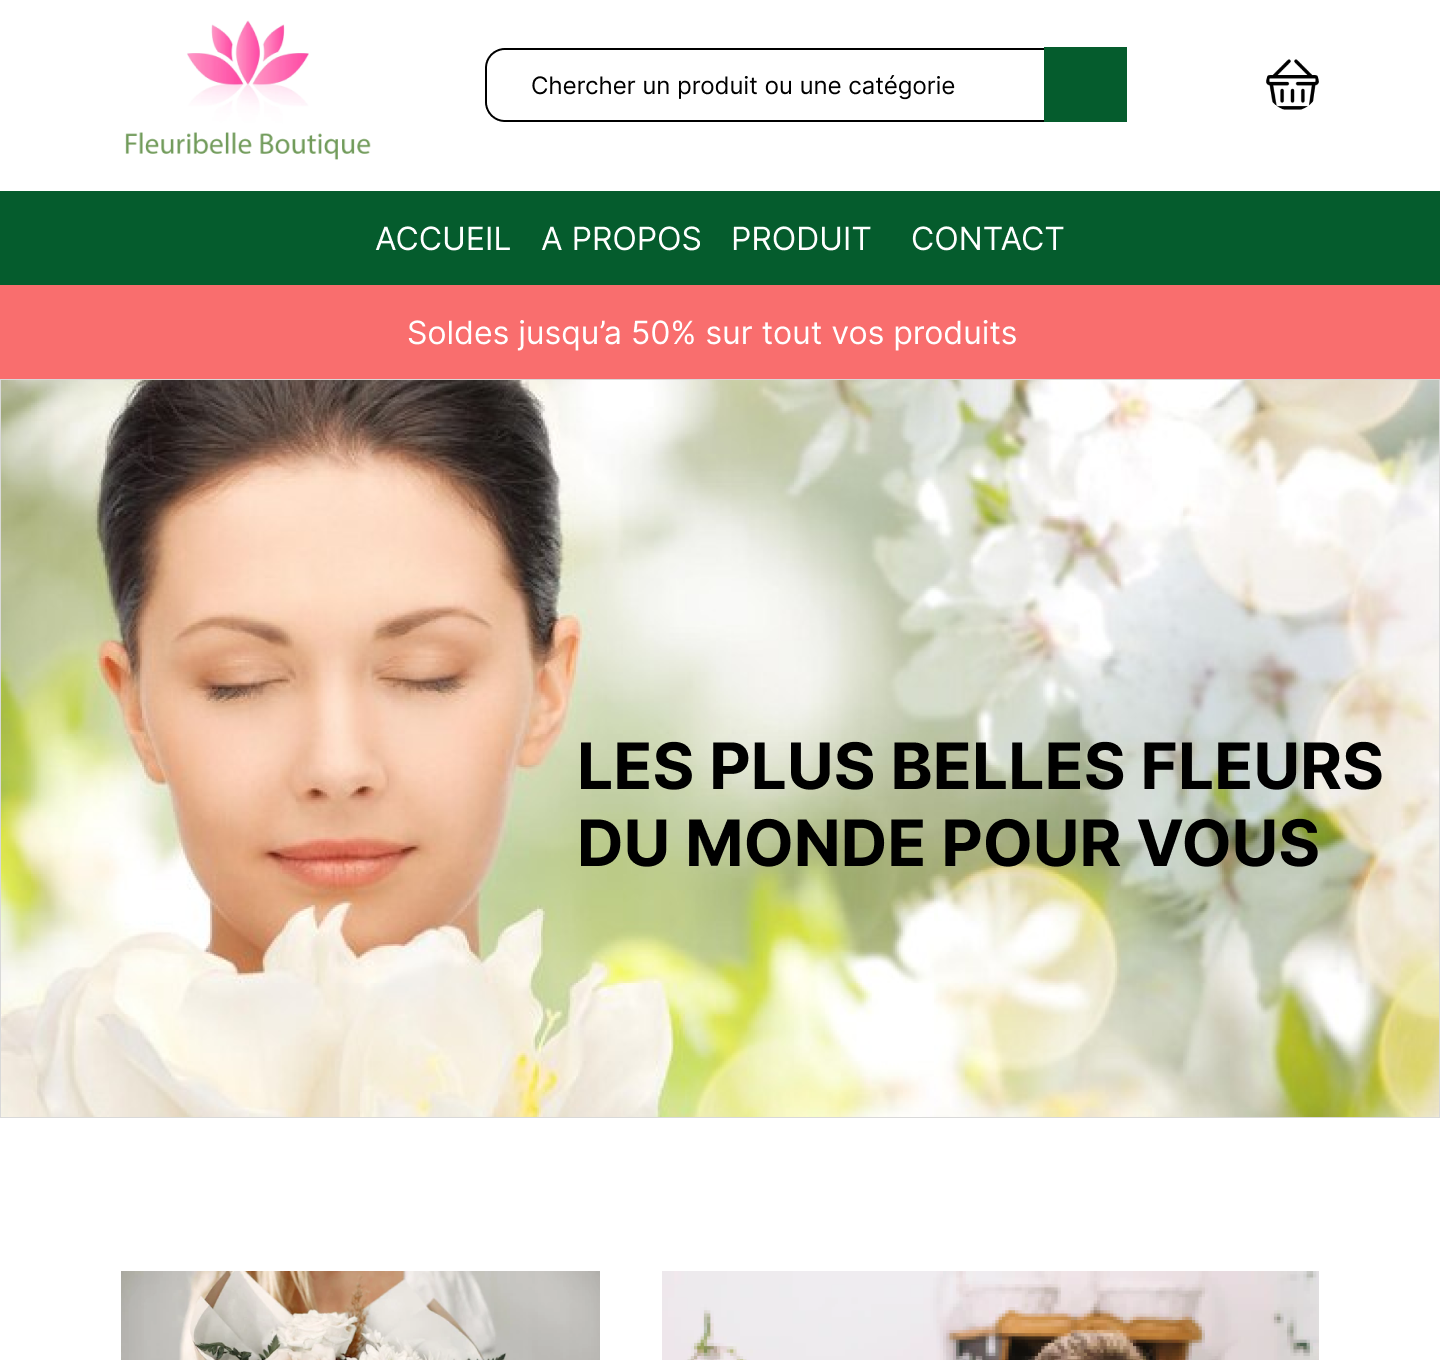 Fleuribelle Boutique
Chercher un produit ou une catégorie
ACCUEIL A PROPOS PRODUIT CONTACT
Soldes jusqu’a 50% sur tout vos produits
LES PLUS BELLES FLEURS
DU MONDE POUR VOUS